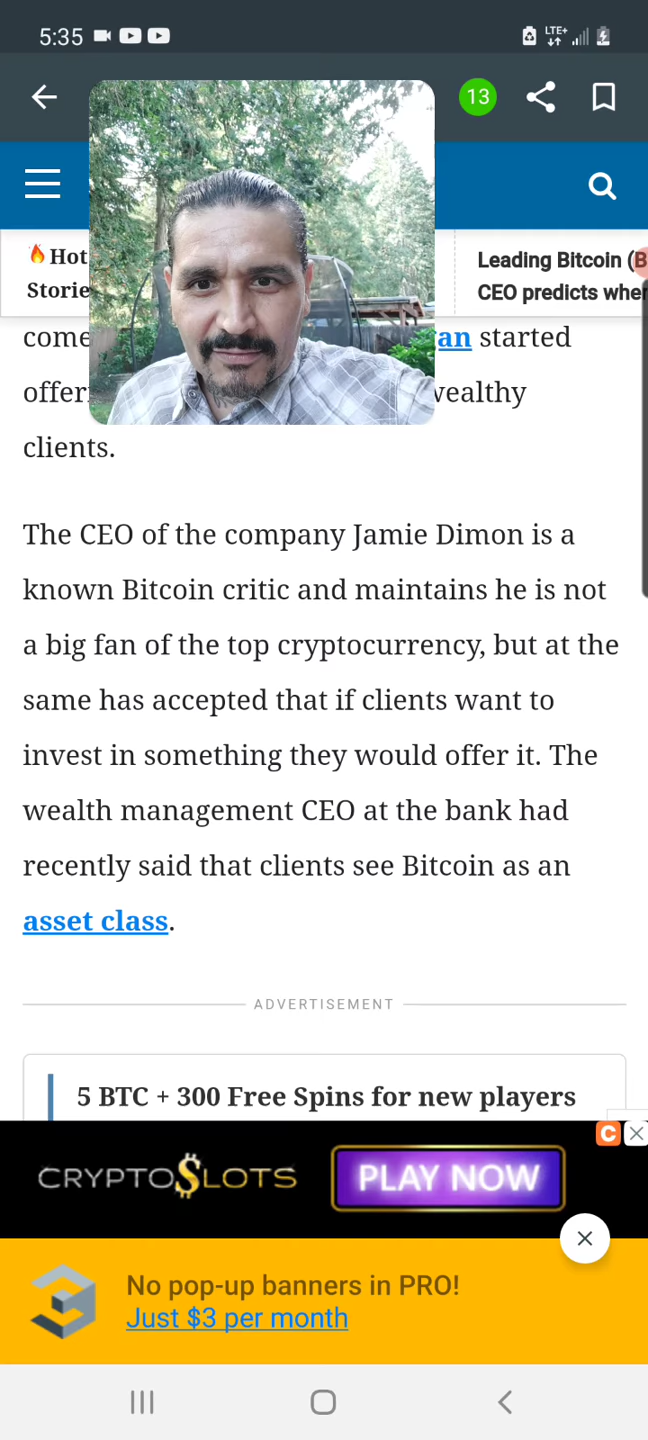 5:35
LTE+
13
Hot
Storie
Leading Bitcoin (B
CEO predicts when
come
an started
offer
wealthy
clients.
The CEO of the company Jamie Dimon is a
known Bitcoin critic and maintains he is not
a big fan of the top cryptocurrency, but at the
same has accepted that if clients want to
invest in something they would offer it. The
wealth management CEO at the bank had
recently said that clients see Bitcoin as an
asset class.
ADVERTISEMENT
5 BTC + 300 Free Spins for new players
C
CRYPTO$LOTS
PLAY NOW
No pop-up banners in PRO!
Just $3 per month